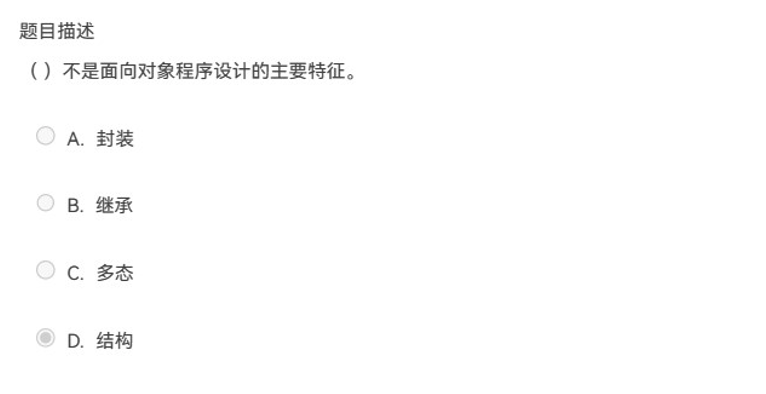 题目描述
（ ）不是面向对象程序设计的主要特征。
A. 封装
B. 继承
C. 多态
D. 结构